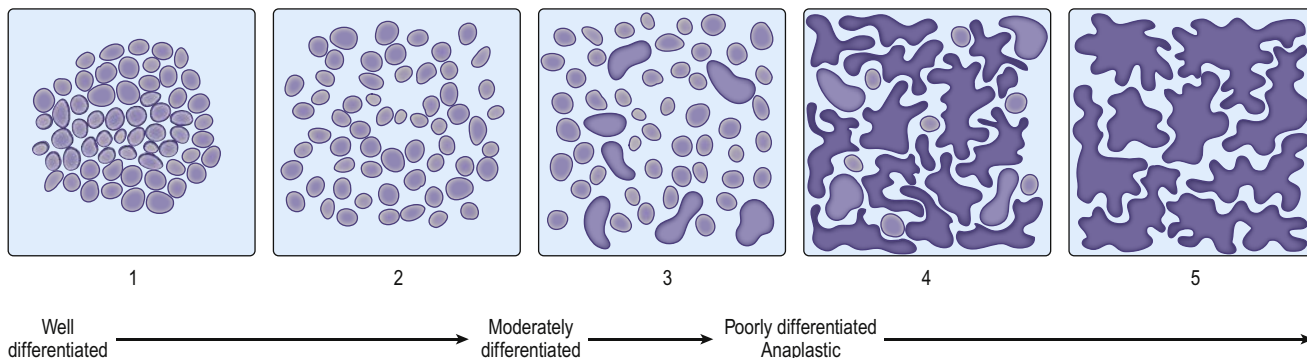 1 2 3 4 5
Well
differentiated
Moderately
differentiated
Poorly differentiated
Anaplastic